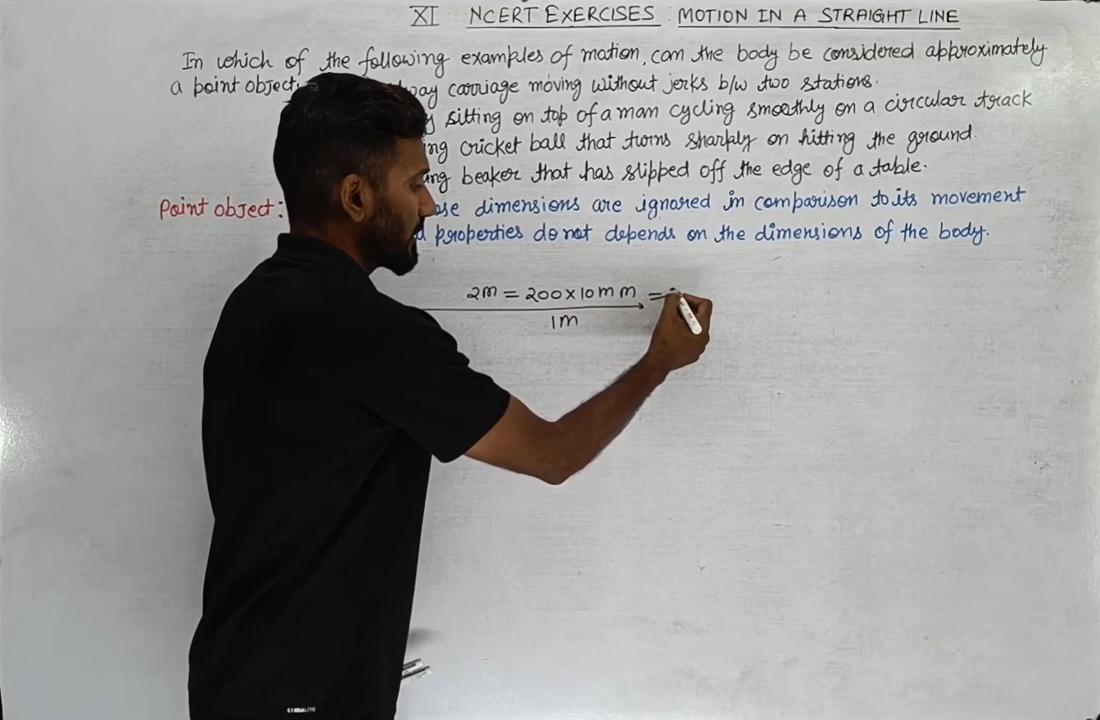 XI NCERT EXERCISES : MOTION IN A STRAIGHT LINE
In which of the following examples of motion, can the body be considered approximately
a point object carriage moving without jerks b/w two stations.
sitting on top of a man cycling smoothly on a circular track
cricket ball that turns sharply on hitting the ground.
beaker that has slipped off the edge of a table.
Point object: dimensions are ignored in comparison to its movement
properties do not depends on the dimensions of the body.
2m = 200x10mm =
1m